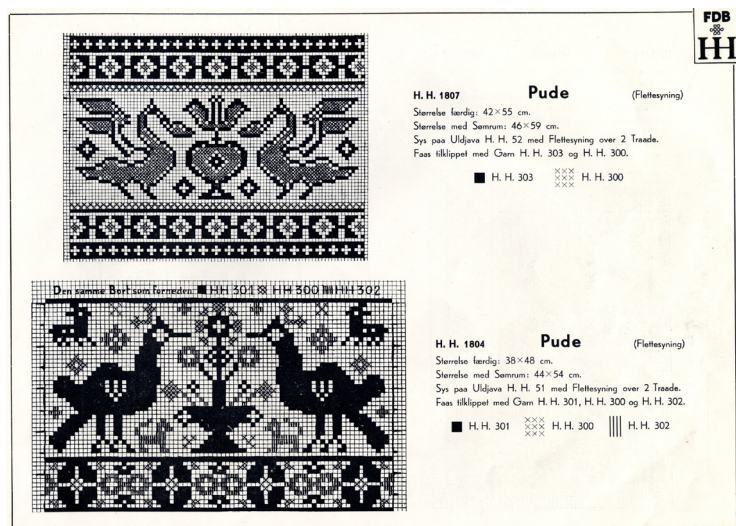 FDB
HH
H. H. 1807 Pude (Flettesyning)
Størrelse færdig: 42×55 cm.
Størrelse med Sømrum: 46×59 cm.
Sys paa Uldjava H. H. 52 med Flettesyning over 2 Traade.
Faas tilklippet med Garn H. H. 303 og H. H. 300.
H. H. 303 H. H. 300
Den samme Bort som forneden: HH 301 HH 300 HH 302
H. H. 1804 Pude (Flettesyning)
Størrelse færdig: 38×48 cm.
Størrelse med Sømrum: 44×54 cm.
Sys paa Uldjava H. H. 51 med Flettesyning over 2 Traade.
Faas tilklippet med Garn H. H. 301, H. H. 300 og H. H. 302.
H. H. 301 H. H. 300 H. H. 302